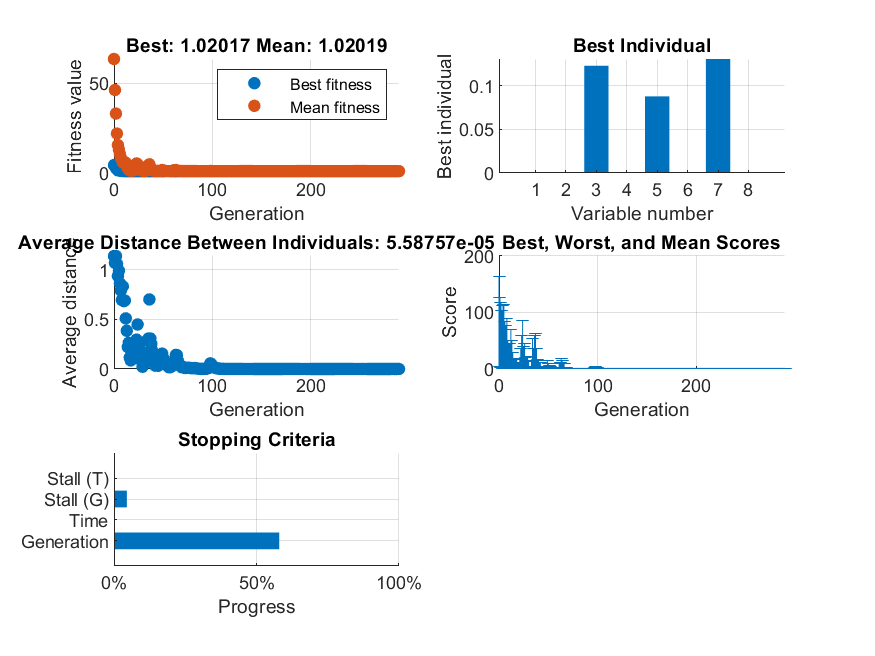 Best: 1.02017 Mean: 1.02019
Fitness value
50
0
0 100 200
Generation
Best fitness
Mean fitness
Best Individual
Best individual
0.1
0.05
0
1 2 3 4 5 6 7 8
Variable number
Average Distance Between Individuals: 5.58757e-05
Average distance
1
0.5
0
0 100 200
Generation
Best, Worst, and Mean Scores
Score
200
100
0
0 100 200
Generation
Stopping Criteria
Stall (T)
Stall (G)
Time
Generation
0% 50% 100%
Progress